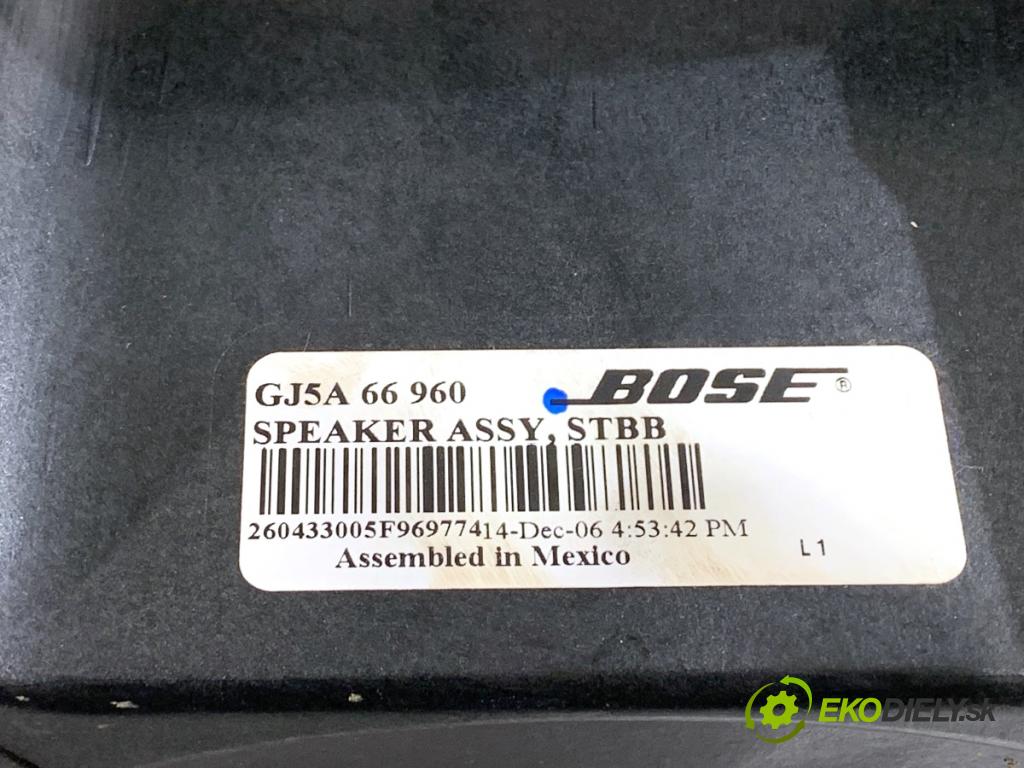 GJ5A 66 960 BOSE ®
SPEAKER ASSY, STBB
260433005F96977414-Dec-06 4:53:42 PM
Assembled in Mexico L1
EKODIELY.SK